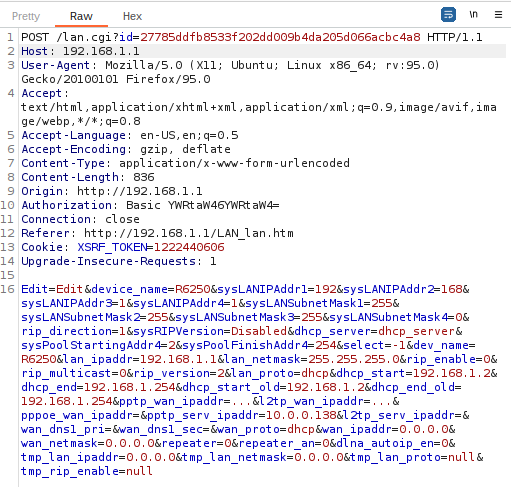 Pretty Raw Hex \n
1 POST /lan.cgi?id=27785ddfb8533f202dd009b4da205d066acbc4a8 HTTP/1.1
2 Host: 192.168.1.1
3 User-Agent: Mozilla/5.0 (X11; Ubuntu; Linux x86_64; rv:95.0)
Gecko/20100101 Firefox/95.0
4 Accept:
text/html,application/xhtml+xml,application/xml;q=0.9,image/avif,ima
ge/webp,*/*;q=0.8
5 Accept-Language: en-US,en;q=0.5
6 Accept-Encoding: gzip, deflate
7 Content-Type: application/x-www-form-urlencoded
8 Content-Length: 836
9 Origin: http://192.168.1.1
10 Authorization: Basic YWRtaW46YWRtaW4=
11 Connection: close
12 Referer: http://192.168.1.1/LAN_lan.htm
13 Cookie: XSRF_TOKEN=1222440606
14 Upgrade-Insecure-Requests: 1
15
16 Edit=Edit&device_name=R6250&sysLANIPAddr1=192&sysLANIPAddr2=168&
sysLANIPAddr3=1&sysLANIPAddr4=1&sysLANSubnetMask1=255&
sysLANSubnetMask2=255&sysLANSubnetMask3=255&sysLANSubnetMask4=0&
rip_direction=1&sysRIPVersion=Disabled&dhcp_server=dhcp_server&
sysPoolStartingAddr4=2&sysPoolFinishAddr4=254&select=-1&dev_name=
R6250&lan_ipaddr=192.168.1.1&lan_netmask=255.255.255.0&rip_enable=0&
rip_multicast=0&rip_version=2&lan_proto=dhcp&dhcp_start=192.168.1.2&
dhcp_end=192.168.1.254&dhcp_start_old=192.168.1.2&dhcp_end_old=
192.168.1.254&pptp_wan_ipaddr=...&l2tp_wan_ipaddr=...&
pppoe_wan_ipaddr=&pptp_serv_ipaddr=10.0.0.138&l2tp_serv_ipaddr=&
wan_dns1_pri=&wan_dns1_sec=&wan_proto=dhcp&wan_ipaddr=0.0.0.0&
wan_netmask=0.0.0.0&repeater=0&repeater_an=0&dlna_autoip_en=0&
tmp_lan_ipaddr=0.0.0.0&tmp_lan_netmask=0.0.0.0&tmp_lan_proto=null&
tmp_rip_enable=null